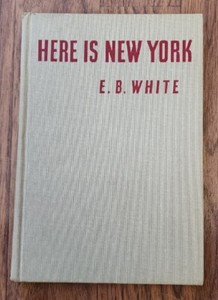 HERE IS NEW YORK
E. B. WHITE